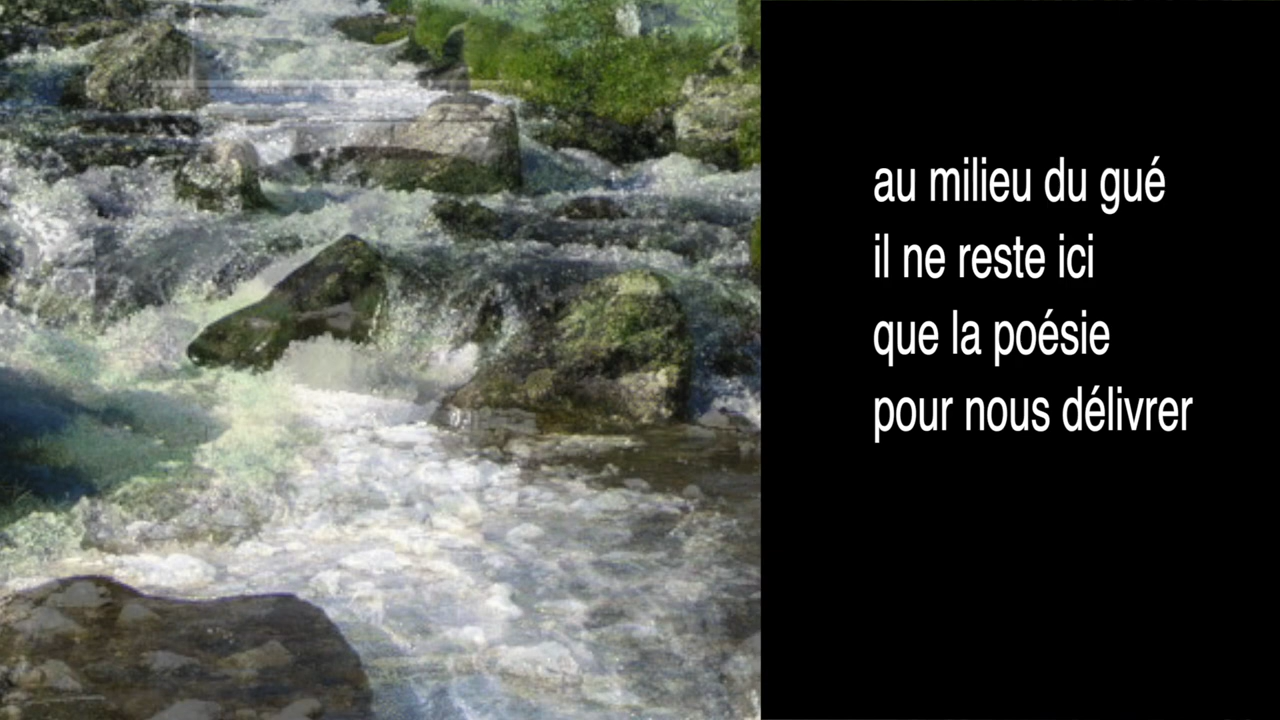 au milieu du gué
il ne reste ici
que la poésie
pour nous délivrer